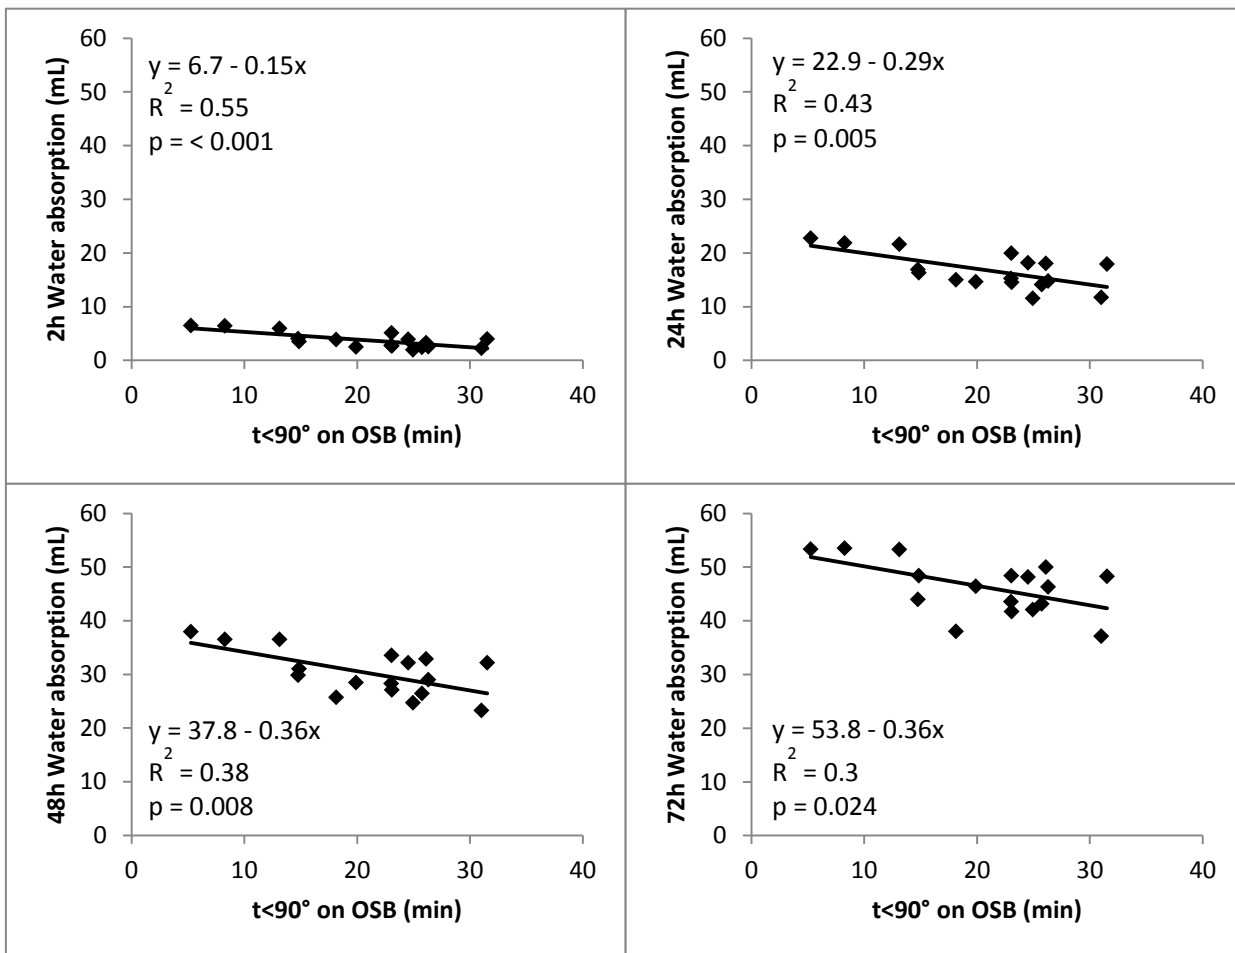 60
50
40
30
20
10
0
2h Water absorption (mL)
y = 6.7 - 0.15x
R² = 0.55
p = < 0.001
0 10 20 30 40
t<90° on OSB (min)
60
50
40
30
20
10
0
24h Water absorption (mL)
y = 22.9 - 0.29x
R² = 0.43
p = 0.005
0 10 20 30 40
t<90° on OSB (min)
60
50
40
30
20
10
0
48h Water absorption (mL)
y = 37.8 - 0.36x
R² = 0.38
p = 0.008
0 10 20 30 40
t<90° on OSB (min)
60
50
40
30
20
10
0
72h Water absorption (mL)
y = 53.8 - 0.36x
R² = 0.3
p = 0.024
0 10 20 30 40
t<90° on OSB (min)